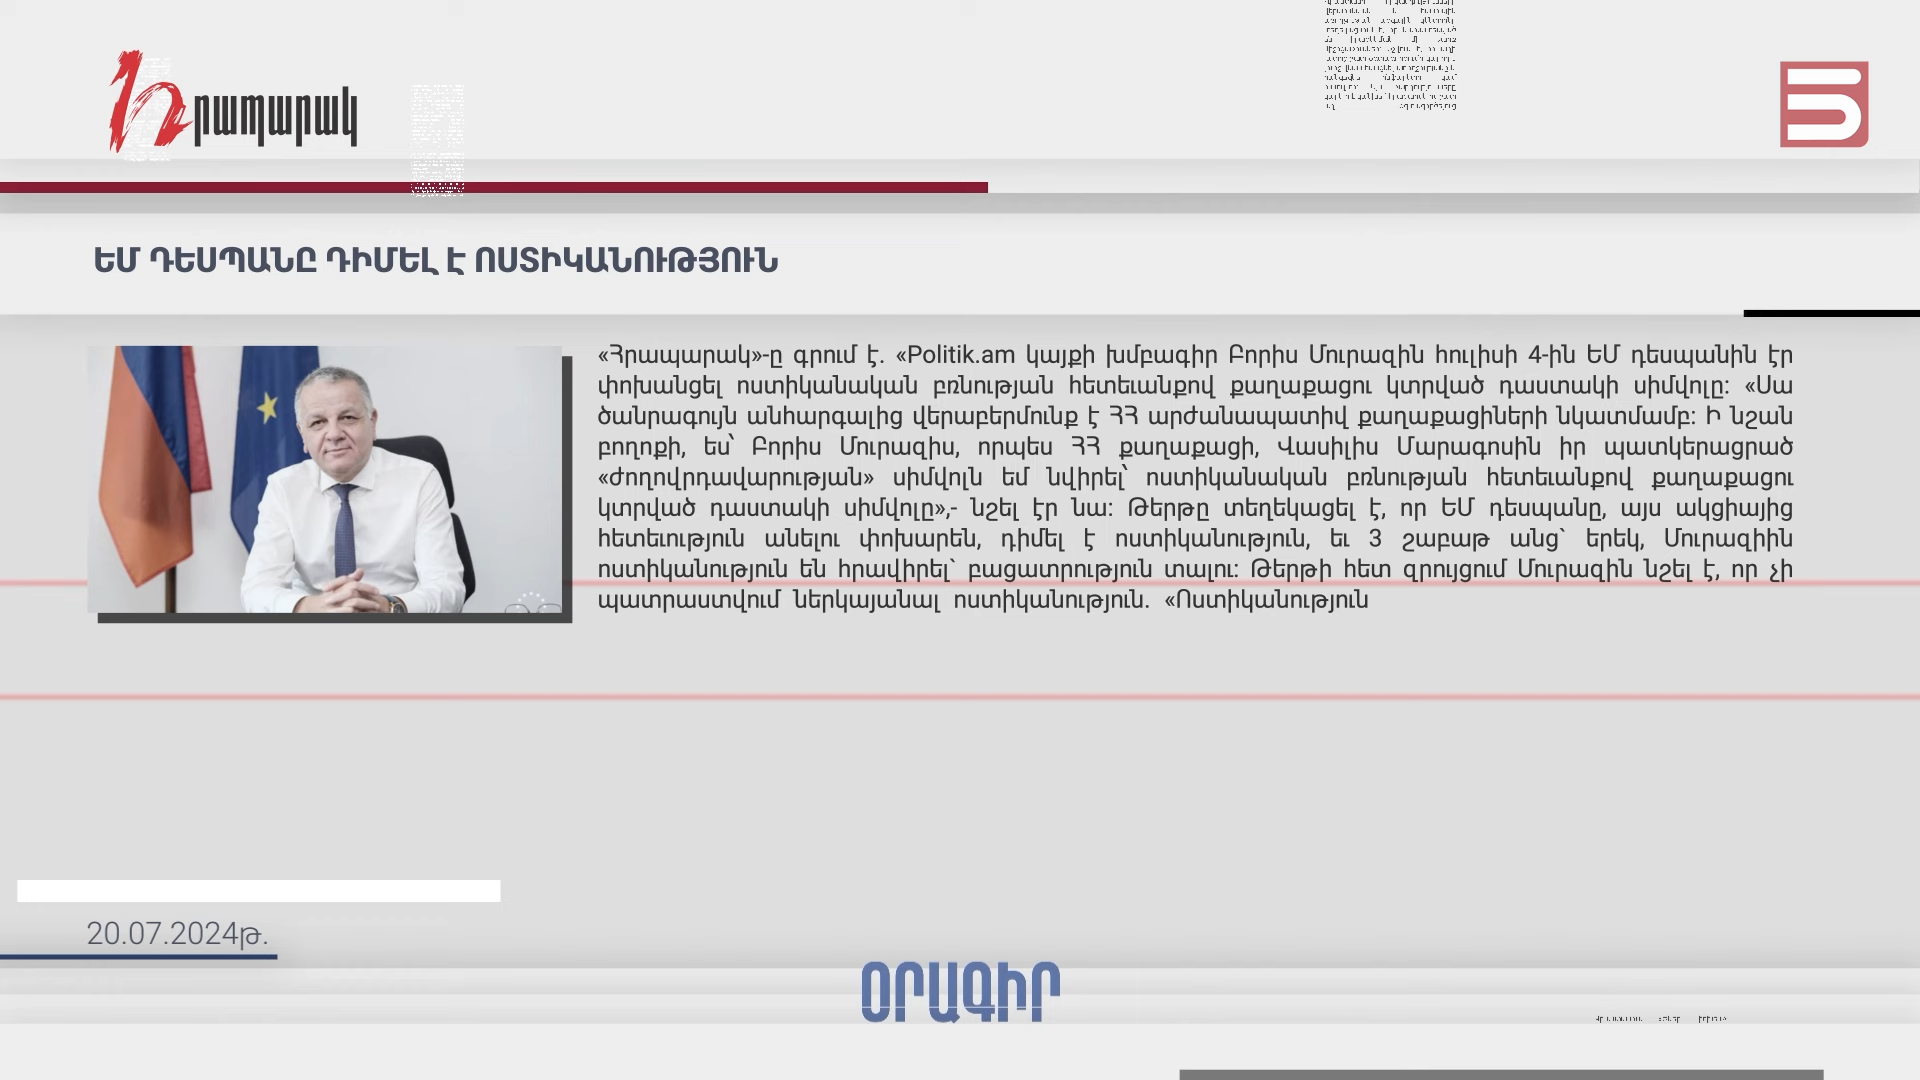 Հրապարակ
ԵՄ ԴԵՍՊԱՆԸ ԴԻՄԵԼ Է ՈՍՏԻԿԱՆՈՒԹՅՈՒՆ
«Հրապարակ»-ը գրում է. «Politik.am կայքի խմբագիր Բորիս Մուրազին հուլիսի 4-ին ԵՄ դեսպանին էր
փոխանցել ոստիկանական բռնության հետեւանքով քաղաքացու կտրված դաստակի սիմվոլը: «Սա
ծանրագույն անհարգալից վերաբերմունք է ՀՀ արժանապատիվ քաղաքացիների նկատմամբ: Ի նշան
բողոքի, ես՝ Բորիս Մուրազիս, որպես ՀՀ քաղաքացի, Վասիլիս Մարագոսին իր պատկերացրած
«ժողովրդավարության» սիմվոլն եմ նվիրել՝ ոստիկանական բռնության հետեւանքով քաղաքացու
կտրված դաստակի սիմվոլը»,- նշել էր նա: Թերթը տեղեկացել է, որ ԵՄ դեսպանը, այս ակցիայից
հետեւություն անելու փոխարեն, դիմել է ոստիկանություն, եւ 3 շաբաթ անց` երեկ, Մուրազիին
ոստիկանություն են հրավիրել` բացատրություն տալու: Թերթի հետ զրույցում Մուրազին նշել է, որ չի
պատրաստվում ներկայանալ ոստիկանություն. «Ոստիկանություն
20.07.2024թ.
ՕՐԱԳԻՐ